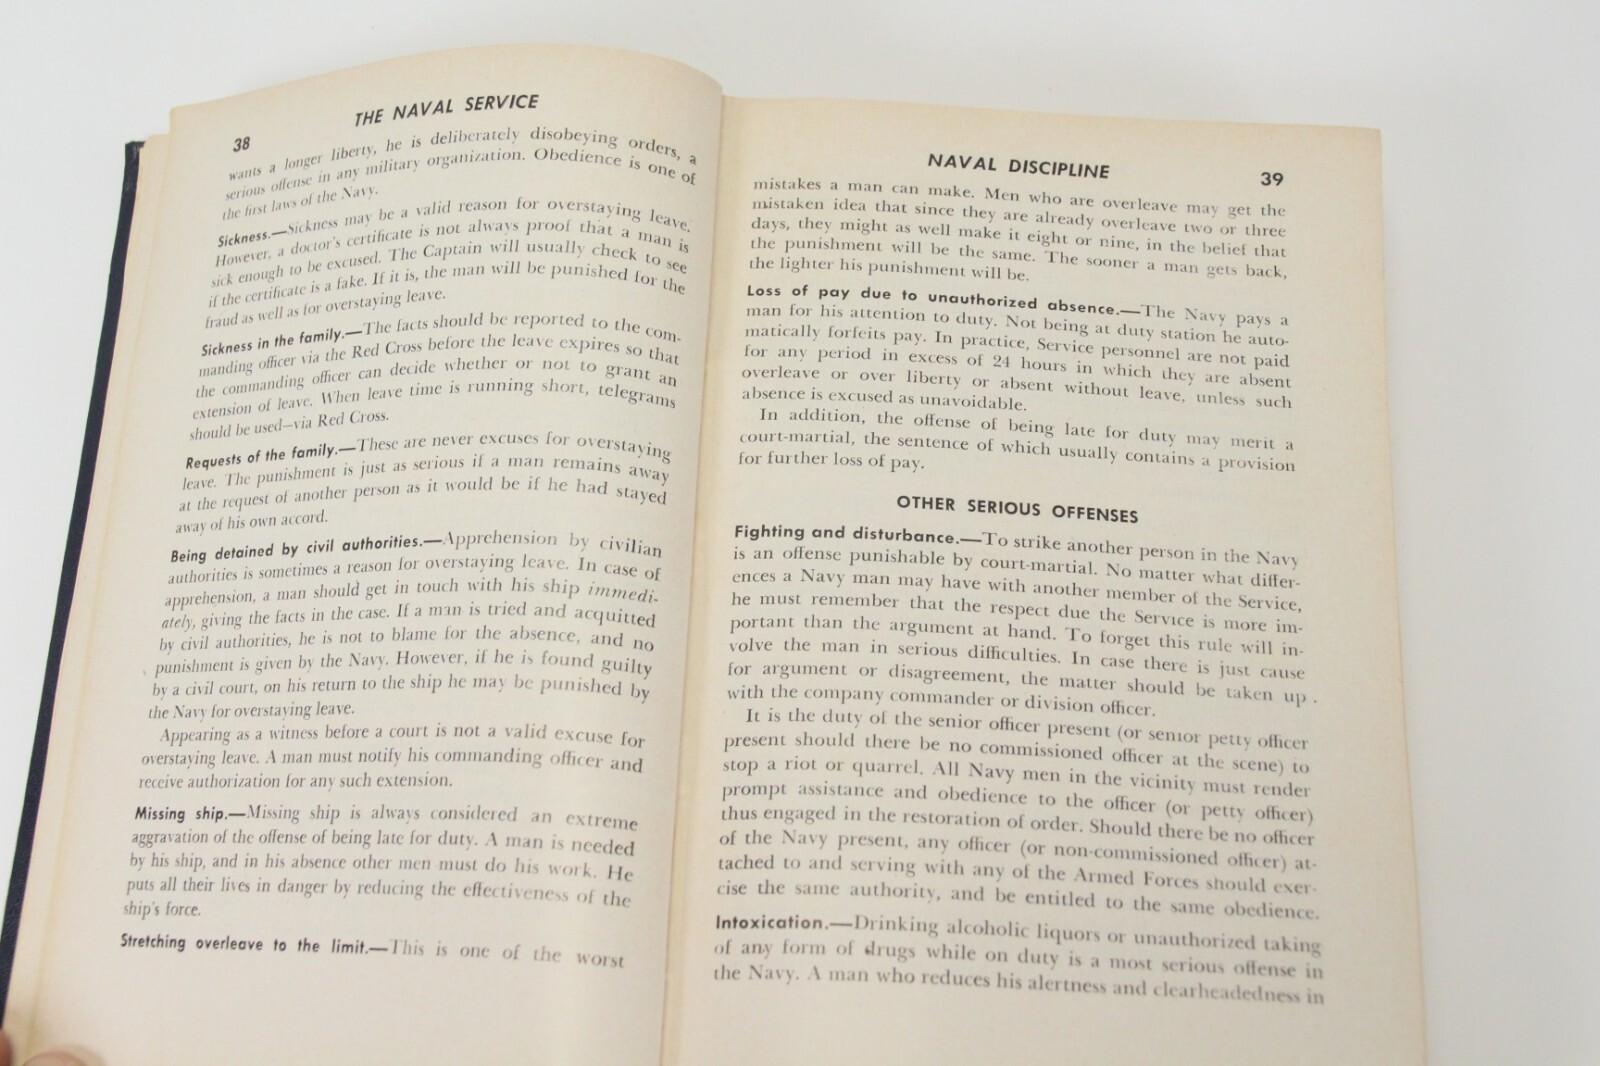 38
THE NAVAL SERVICE
wants a longer liberty, he is deliberately disobeying orders, a
serious offense in any military organization. Obedience is one of
the first laws of the Navy.
Sickness.—Sickness may be a valid reason for overstaying leave.
However, a doctor's certificate is not always proof that a man is
sick enough to be excused. The Captain will usually check to see
if the certificate is a fake. If it is, the man will be punished for the
fraud as well as for overstaying leave.
Sickness in the family.—The facts should be reported to the com-
manding officer via the Red Cross before the leave expires so that
the commanding officer can decide whether or not to grant an
extension of leave. When leave time is running short, telegrams
should be used—via Red Cross.
Requests of the family.—These are never excuses for overstaying
leave. The punishment is just as serious if a man remains away
at the request of another person as it would be if he had stayed
away of his own accord.
Being detained by civil authorities.—Apprehension by civilian
authorities is sometimes a reason for overstaying leave. In case of
apprehension, a man should get in touch with his ship immedi-
ately, giving the facts in the case. If a man is tried and acquitted
by civil authorities, he is not to blame for the absence, and no
punishment is given by the Navy. However, if he is found guilty
by a civil court, on his return to the ship he may be punished by
the Navy for overstaying leave.
Appearing as a witness before a court is not a valid excuse for
overstaying leave. A man must notify his commanding officer and
receive authorization for any such extension.
Missing ship.—Missing ship is always considered an extreme
aggravation of the offense of being late for duty. A man is needed
by his ship, and in his absence other men must do his work. He
puts all their lives in danger by reducing the effectiveness of the
ship's force.
Stretching overleave to the limit.—This is one of the worst
NAVAL DISCIPLINE
39
mistakes a man can make. Men who are overleave may get the
mistaken idea that since they are already overleave two or three
days, they might as well make it eight or nine, in the belief that
the punishment will be the same. The sooner a man gets back,
the lighter his punishment will be.
Loss of pay due to unauthorized absence.—The Navy pays a
man for his attention to duty. Not being at duty station he auto-
matically forfeits pay. In practice, Service personnel are not paid
for any period in excess of 24 hours in which they are absent
overleave or over liberty or absent without leave, unless such
absence is excused as unavoidable.
In addition, the offense of being late for duty may merit a
court-martial, the sentence of which usually contains a provision
for further loss of pay.
OTHER SERIOUS OFFENSES
Fighting and disturbance.—To strike another person in the Navy
is an offense punishable by court-martial. No matter what differ-
ences a Navy man may have with another member of the Service,
he must remember that the respect due the Service is more im-
portant than the argument at hand. To forget this rule will in-
volve the man in serious difficulties. In case there is just cause
for argument or disagreement, the matter should be taken up
with the company commander or division officer.
It is the duty of the senior officer present (or senior petty officer
present should there be no commissioned officer at the scene) to
stop a riot or quarrel. All Navy men in the vicinity must render
prompt assistance and obedience to the officer (or petty officer)
thus engaged in the restoration of order. Should there be no officer
of the Navy present, any officer (or non-commissioned officer) at-
tached to and serving with any of the Armed Forces should exer-
cise the same authority, and be entitled to the same obedience.
Intoxication.—Drinking alcoholic liquors or unauthorized taking
of any form of drugs while on duty is a most serious offense in
the Navy. A man who reduces his alertness and clearheadedness in